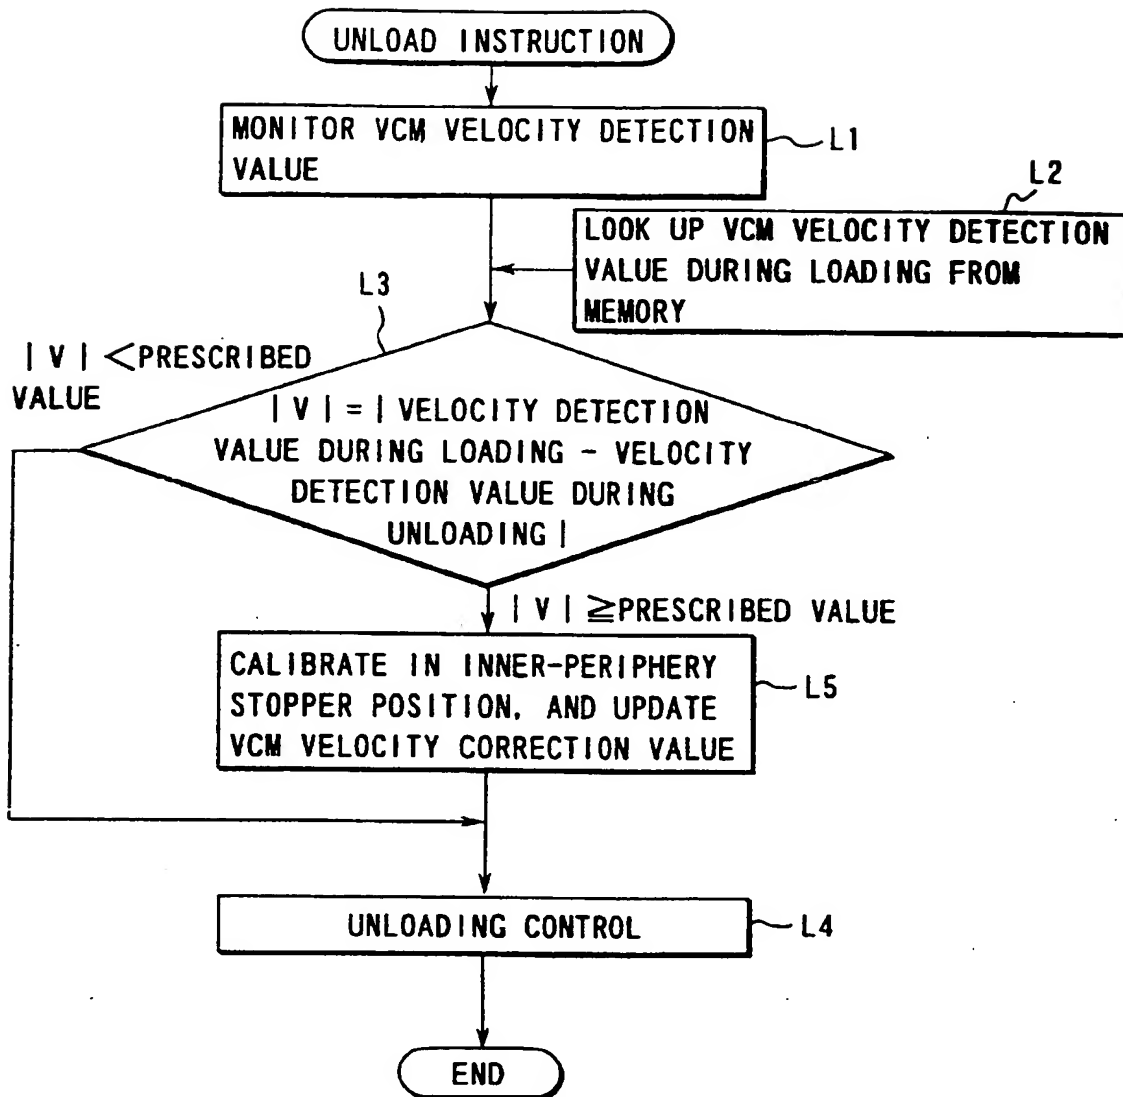 UNLOAD INSTRUCTION
MONITOR VCM VELOCITY DETECTION
VALUE
L1
L2
LOOK UP VCM VELOCITY DETECTION
VALUE DURING LOADING FROM
MEMORY
L3
| V | <PRESCRIBED
VALUE
| V | = | VELOCITY DETECTION
VALUE DURING LOADING - VELOCITY
DETECTION VALUE DURING
UNLOADING |
| V | ≧PRESCRIBED VALUE
CALIBRATE IN INNER-PERIPHERY
STOPPER POSITION, AND UPDATE
VCM VELOCITY CORRECTION VALUE
L5
UNLOADING CONTROL
L4
END